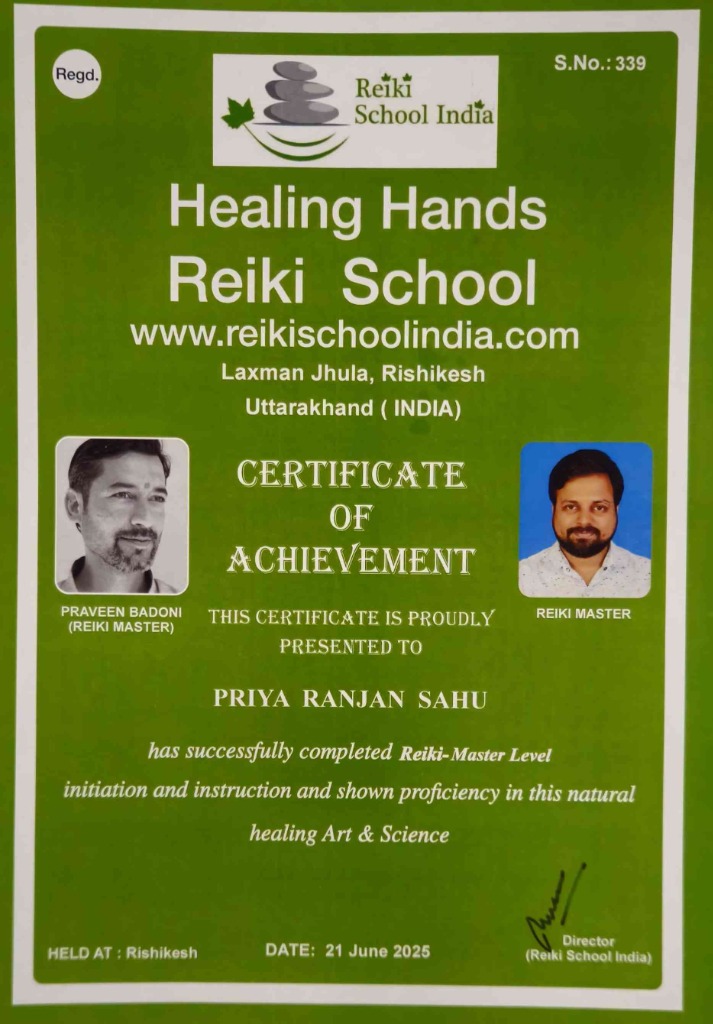 Regd.
Reiki
School India
S.No.: 339
Healing Hands
Reiki School
www.reikischoolindia.com
Laxman Jhula, Rishikesh
Uttarakhand ( INDIA)
CERTIFICATE
OF
ACHIEVEMENT
PRAVEEN BADONI
(REIKI MASTER)
REIKI MASTER
THIS CERTIFICATE IS PROUDLY
PRESENTED TO
PRIYA RANJAN SAHU
has successfully completed Reiki-Master Level
initiation and instruction and shown proficiency in this natural
healing Art & Science
HELD AT : Rishikesh
DATE: 21 June 2025
Director
(Reiki School India)